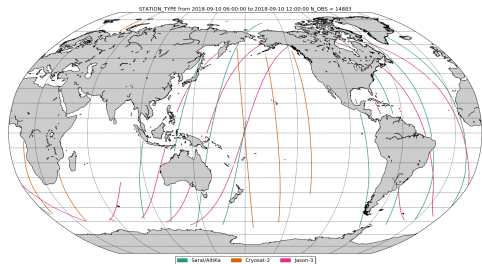 STATION_TYPE from 2018-09-10 06:00:00 to 2018-09-10 12:00:00 N_OBS = 14883
Saral/AltiKa Cryosat-2 Jason-3